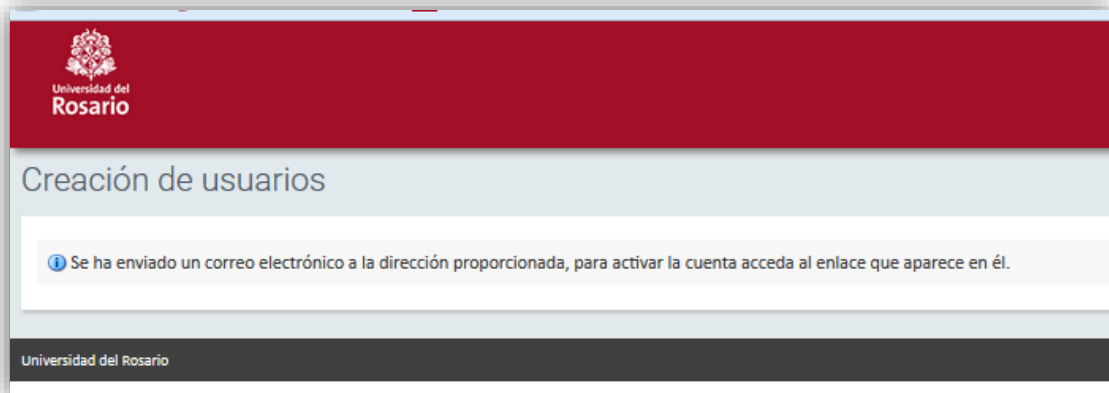 Universidad del
Rosario
Creación de usuarios
Se ha enviado un correo electrónico a la dirección proporcionada, para activar la cuenta acceda al enlace que aparece en él.
Universidad del Rosario